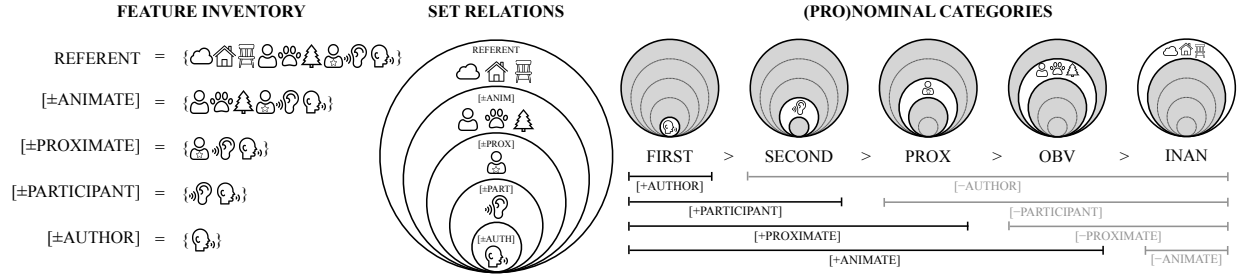 FEATURE INVENTORY
REFERENT = { }
[±ANIMATE] = { }
[±PROXIMATE] = { }
[±PARTICIPANT] = { }
[±AUTHOR] = { }
SET RELATIONS
REFERENT
[±ANIM]
[±PROX]
[±PART]
[±AUTH]
(PRO)NOMINAL CATEGORIES
FIRST > SECOND > PROX > OBV > INAN
[+AUTHOR] [−AUTHOR]
[+PARTICIPANT] [−PARTICIPANT]
[+PROXIMATE] [−PROXIMATE]
[+ANIMATE] [−ANIMATE]